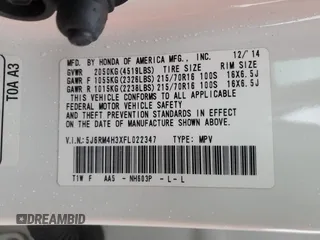 TOA A3
MFD. BY HONDA OF AMERICA MFG., INC. 12/14
GVWR 2050KG(4519LBS) TIRE SIZE RIM SIZE
GAWR F 1055KG(2326LBS) 215/70R16 100S 16X6.5J
GAWR R 1015KG(2238LBS) 215/70R16 100S 16X6.5J
THIS VEHICLE CONFORMS TO ALL APPLICABLE
FEDERAL MOTOR VEHICLE SAFETY
AND THEFT PREVENTION STANDARDS IN EFFECT ON
THE DATE OF MANUFACTURE SHOWN ABOVE.
V.I.N:5J6RM4H3XFL022347 TYPE: MPV
TIW F AA5 - NH603P - L - L
DREAMBID